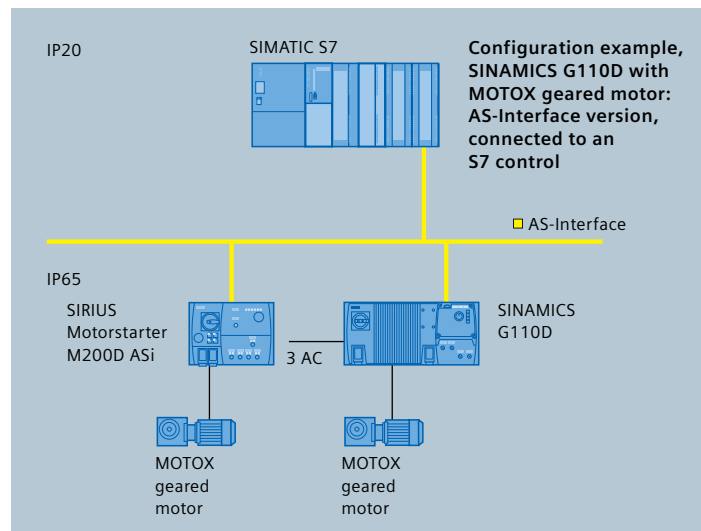 IP20
SIMATIC S7
Configuration example,
SINAMICS G110D with
MOTOX geared motor:
AS-Interface version,
connected to an
S7 control
AS-Interface
IP65
SIRIUS
Motorstarter
M200D ASi
3 AC
SINAMICS
G110D
MOTOX
geared
motor
MOTOX
geared
motor